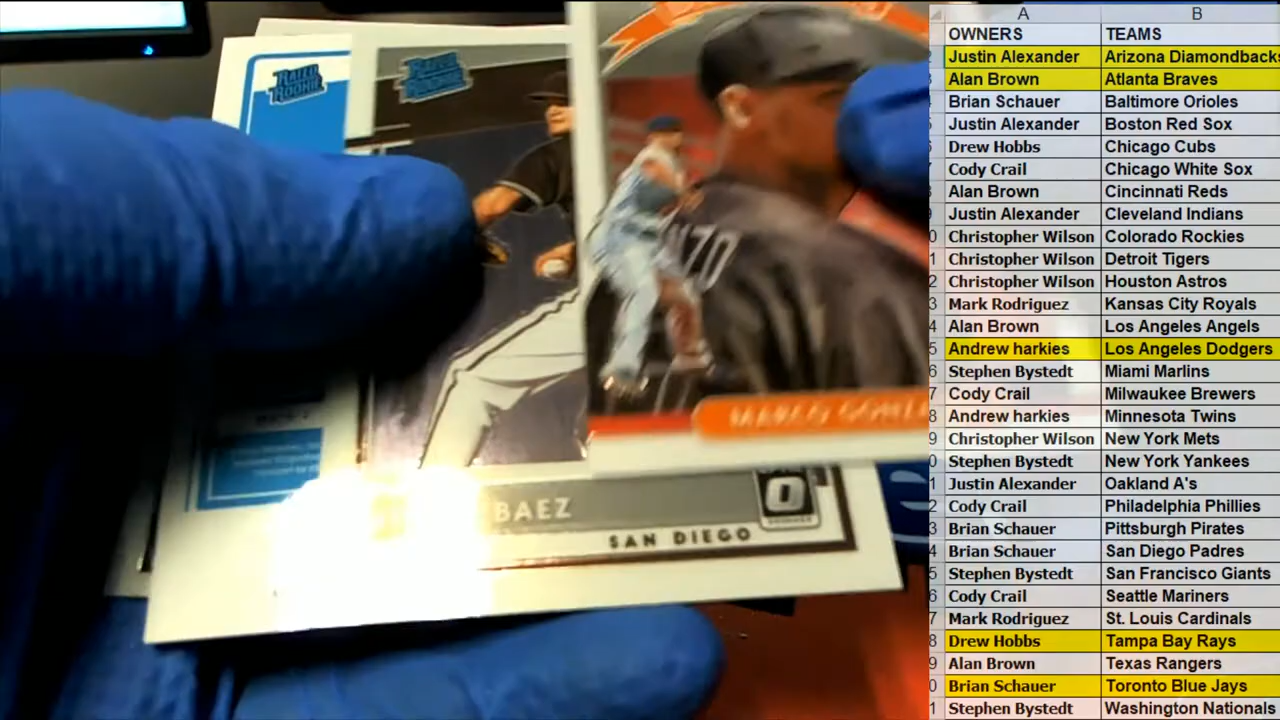 RATED
ROOKIE
RATED
ROOKIE
BAEZ
SAN DIEGO
MARCO
A B
OWNERS TEAMS
Justin Alexander Arizona Diamondbacks
Alan Brown Atlanta Braves
Brian Schauer Baltimore Orioles
Justin Alexander Boston Red Sox
Drew Hobbs Chicago Cubs
Cody Crail Chicago White Sox
Alan Brown Cincinnati Reds
Justin Alexander Cleveland Indians
Christopher Wilson Colorado Rockies
Christopher Wilson Detroit Tigers
Christopher Wilson Houston Astros
Mark Rodriguez Kansas City Royals
Alan Brown Los Angeles Angels
Andrew harkies Los Angeles Dodgers
Stephen Bystedt Miami Marlins
Cody Crail Milwaukee Brewers
Andrew harkies Minnesota Twins
Christopher Wilson New York Mets
Stephen Bystedt New York Yankees
Justin Alexander Oakland A's
Cody Crail Philadelphia Phillies
Brian Schauer Pittsburgh Pirates
Brian Schauer San Diego Padres
Stephen Bystedt San Francisco Giants
Cody Crail Seattle Mariners
Mark Rodriguez St. Louis Cardinals
Drew Hobbs Tampa Bay Rays
Alan Brown Texas Rangers
Brian Schauer Toronto Blue Jays
Stephen Bystedt Washington Nationals